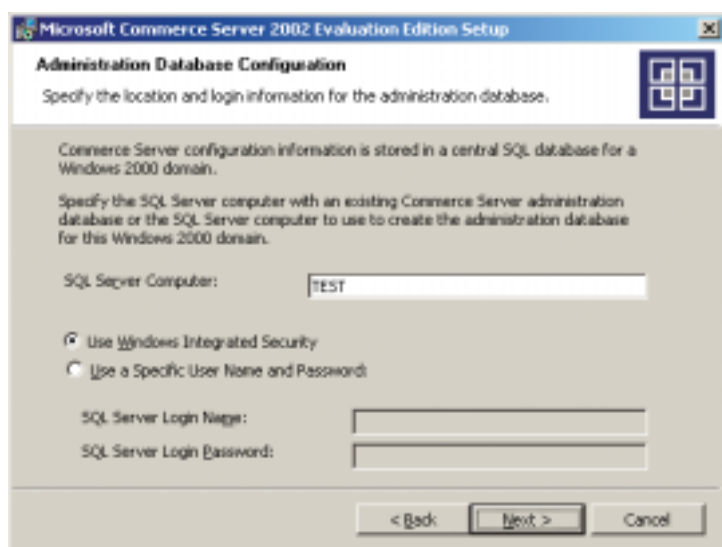 Microsoft Commerce Server 2002 Evaluation Edition Setup
Administration Database Configuration
Specify the location and login information for the administration database.
Commerce Server configuration information is stored in a central SQL database for a
Windows 2000 domain.
Specify the SQL Server computer with an existing Commerce Server administration
database or the SQL Server computer to use to create the administration database
for this Windows 2000 domain.
SQL Server Computer:
TEST
Use Windows Integrated Security
Use a Specific User Name and Password:
SQL Server Login Name:
SQL Server Login Password:
< Back
Next >
Cancel